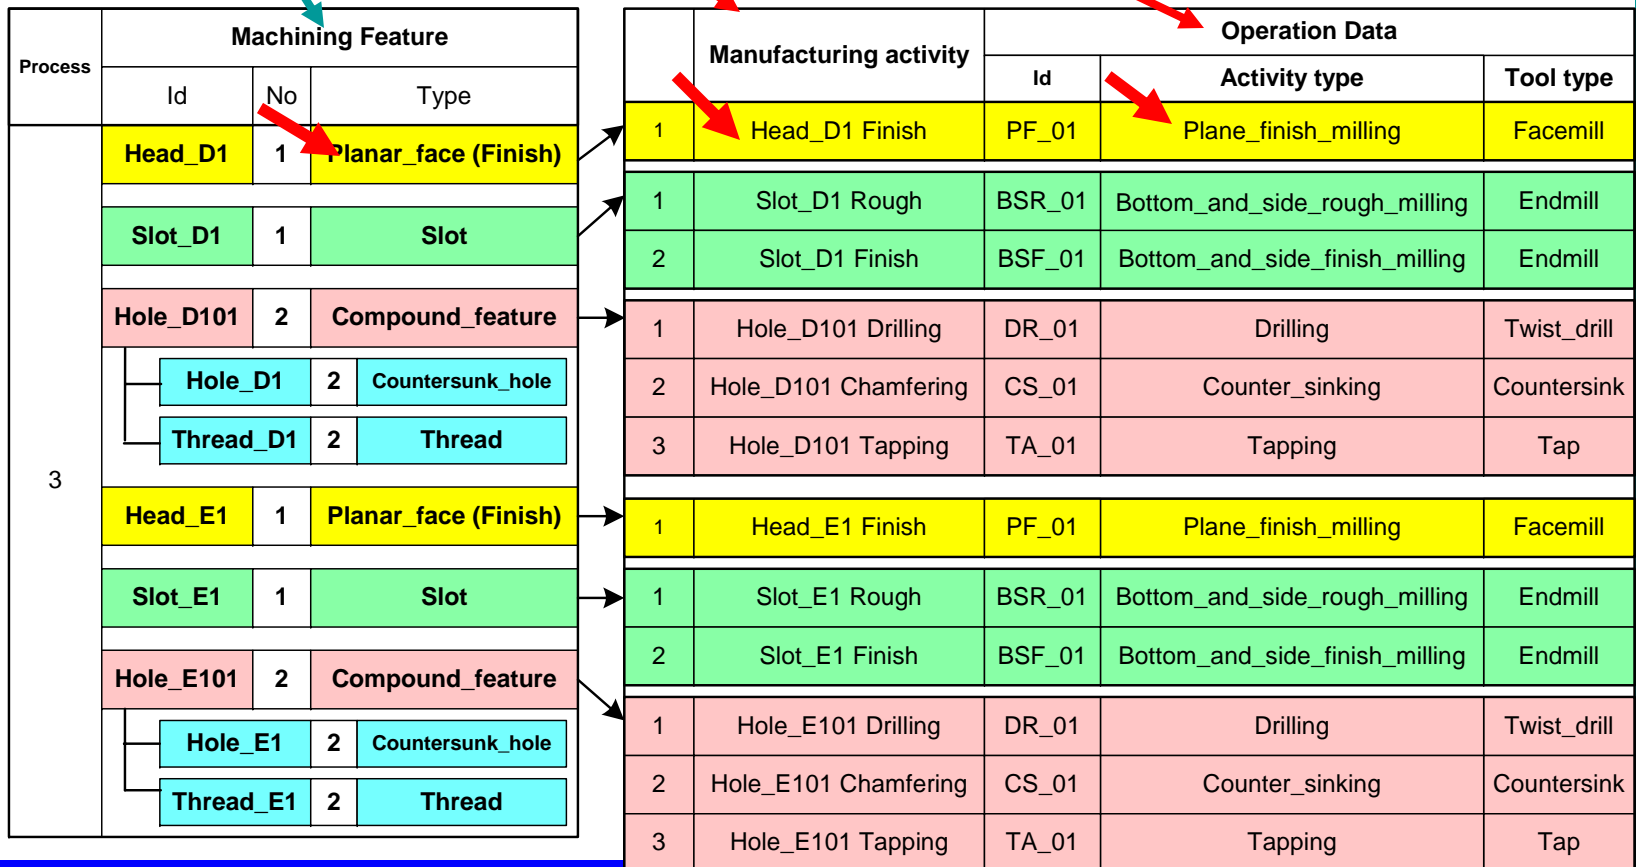 Process Machining Feature
Id No Type
3
Head_D1 1 Planar_face (Finish)
Slot_D1 1 Slot
Hole_D101 2 Compound_feature
Hole_D1 2 Countersunk_hole
Thread_D1 2 Thread
Head_E1 1 Planar_face (Finish)
Slot_E1 1 Slot
Hole_E101 2 Compound_feature
Hole_E1 2 Countersunk_hole
Thread_E1 2 Thread
Manufacturing activity Operation Data
Id Activity type Tool type
1 Head_D1 Finish PF_01 Plane_finish_milling Facemill
1 Slot_D1 Rough BSR_01 Bottom_and_side_rough_milling Endmill
2 Slot_D1 Finish BSF_01 Bottom_and_side_finish_milling Endmill
1 Hole_D101 Drilling DR_01 Drilling Twist_drill
2 Hole_D101 Chamfering CS_01 Counter_sinking Countersink
3 Hole_D101 Tapping TA_01 Tapping Tap
1 Head_E1 Finish PF_01 Plane_finish_milling Facemill
1 Slot_E1 Rough BSR_01 Bottom_and_side_rough_milling Endmill
2 Slot_E1 Finish BSF_01 Bottom_and_side_finish_milling Endmill
1 Hole_E101 Drilling DR_01 Drilling Twist_drill
2 Hole_E101 Chamfering CS_01 Counter_sinking Countersink
3 Hole_E101 Tapping TA_01 Tapping Tap